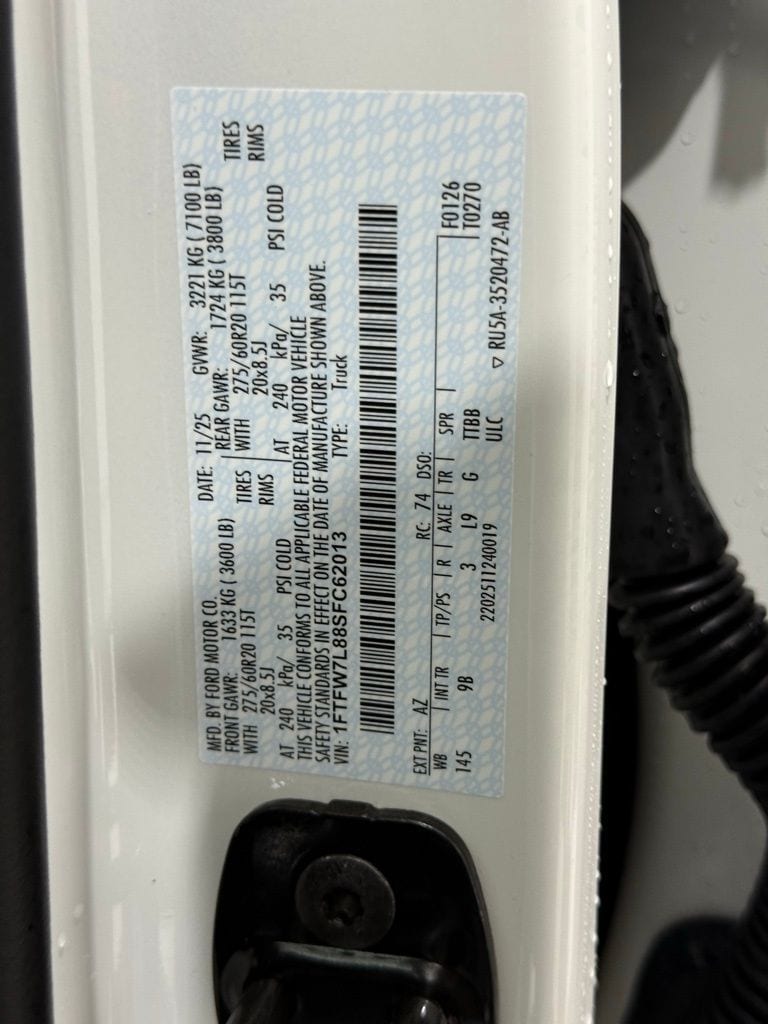 MFD. BY FORD MOTOR CO.
DATE: 11/25 GVWR: 3221 KG ( 7100 LB)
FRONT GAWR: 1633 KG ( 3600 LB) REAR GAWR: 1724 KG ( 3800 LB)
WITH 275/60R20 115T TIRES WITH 275/60R20 115T TIRES
20x8.5J RIMS 20x8.5J RIMS
AT 240 kPa/ 35 PSI COLD AT 240 kPa/ 35 PSI COLD
THIS VEHICLE CONFORMS TO ALL APPLICABLE FEDERAL MOTOR VEHICLE
SAFETY STANDARDS IN EFFECT ON THE DATE OF MANUFACTURE SHOWN ABOVE.
VIN: 1FTFW7L88SFC62013 TYPE: Truck
EXT PNT: AZ RC: 74 DSO:
WB INT TR TP/PS R AXLE TR SPR F0126
T0270
145 9B 3 L9 G TTBB
ULC
2202511240019
▽ RU5A-3520472-AB